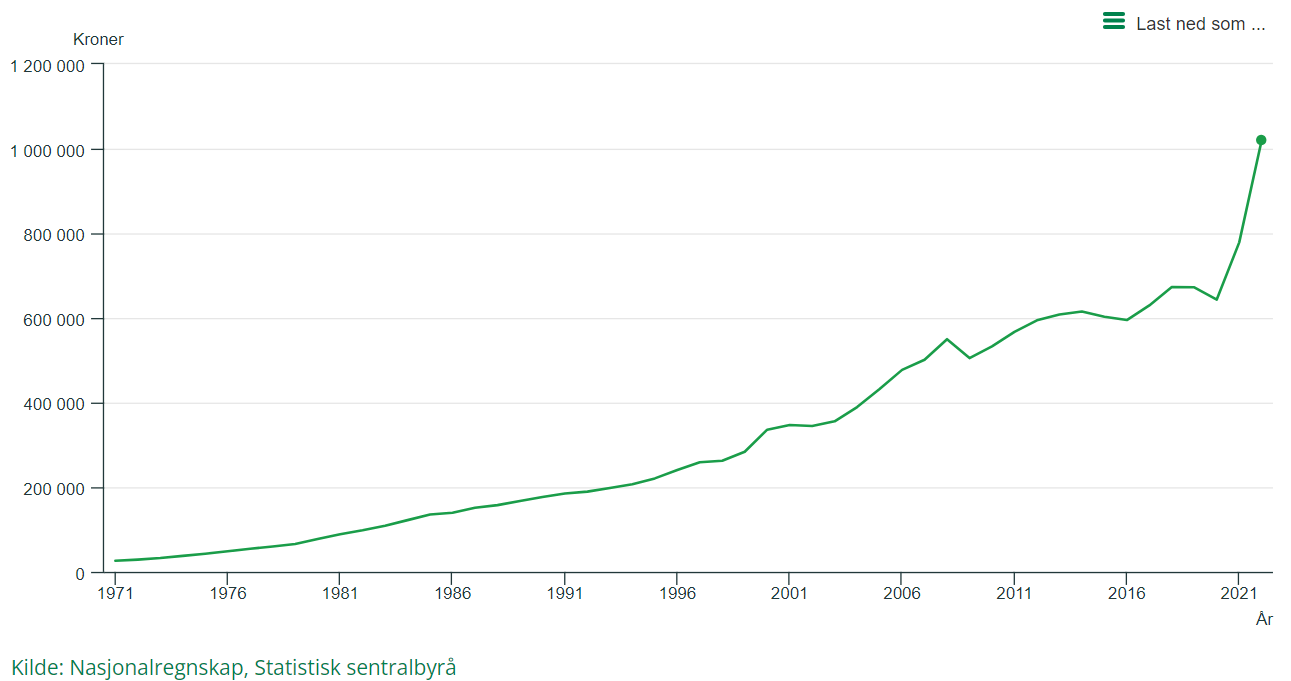 Last ned som ...
Kroner
1 200 000
1 000 000
800 000
600 000
400 000
200 000
0
1971 1976 1981 1986 1991 1996 2001 2006 2011 2016 2021
År
Kilde: Nasjonalregnskap, Statistisk sentralbyrå